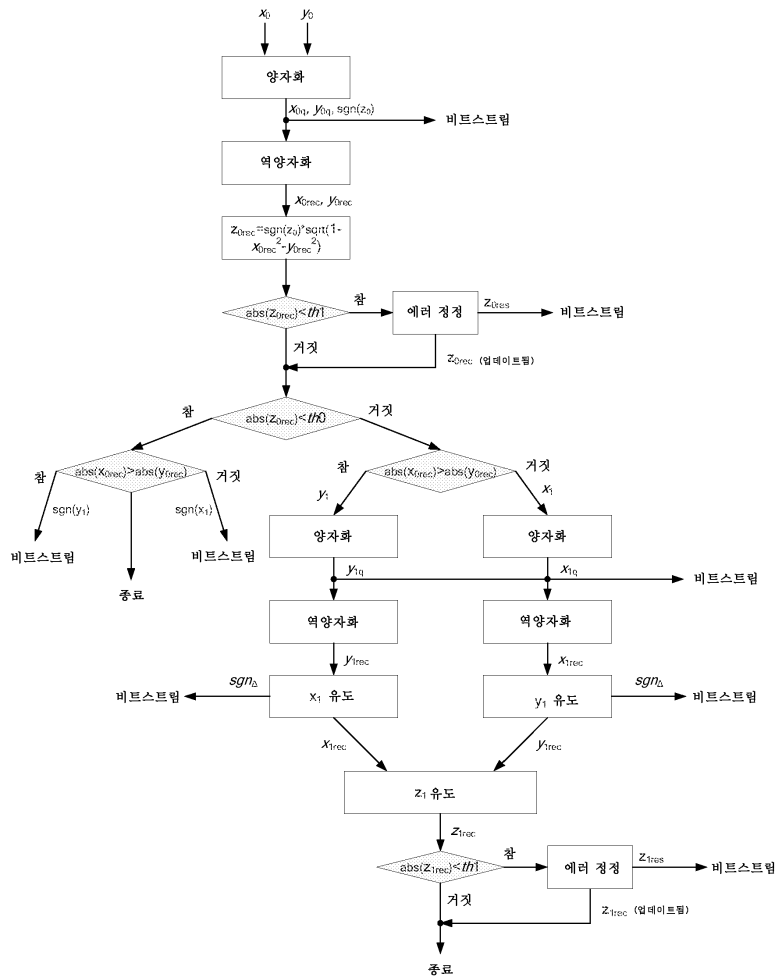 x0 y0
양자화
x0q, y0q, sgn(z0)
비트스트림
역양자화
x0rec, y0rec
z0rec=sgn(z0)*sqrt(1-
x0rec²-y0rec²)
abs(z0rec)<th1
참
에러 정정
z0res
비트스트림
거짓
z0rec (업데이트됨)
abs(z0rec)<th0
참
거짓
abs(x0rec)>abs(y0rec)
참
거짓
sgn(y1)
sgn(x1)
비트스트림
비트스트림
종료
abs(x0rec)>abs(y0rec)
참
거짓
y1
x1
양자화
양자화
y1q
x1q
비트스트림
역양자화
역양자화
y1rec
x1rec
비트스트림
sgnΔ
x1 유도
y1 유도
sgnΔ
비트스트림
x1rec
y1rec
z1 유도
z1rec
abs(z1rec)<th1
참
에러 정정
z1res
비트스트림
거짓
z1rec (업데이트됨)
종료